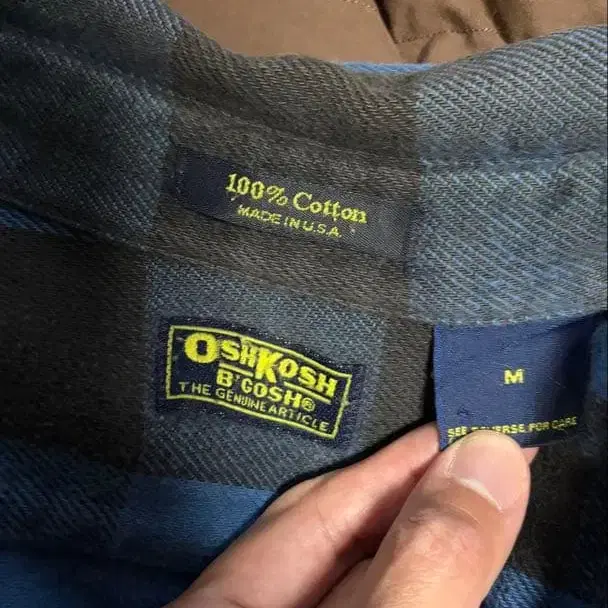 100% Cotton
MADE IN U.S.A.
OSHKOSH
B'GOSH®
THE GENUINE ARTICLE
M
SEE REVERSE FOR CARE